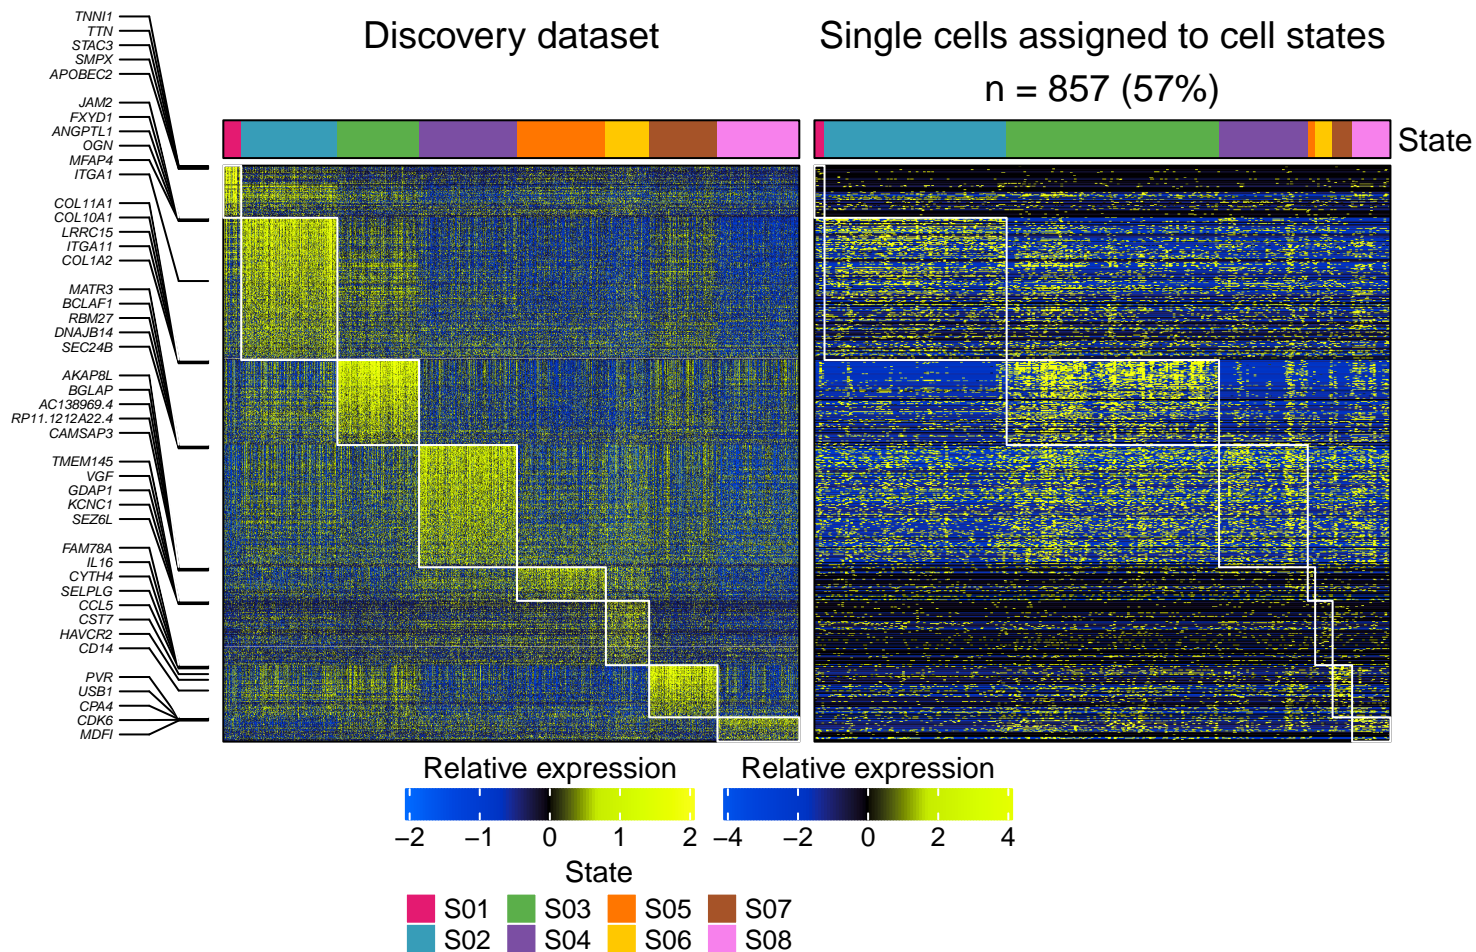 Discovery dataset
Single cells assigned to cell states
n = 857 (57%)
State
TNNI1
TTN
STAC3
SMPX
APOBEC2
JAM2
FXYD1
ANGPTL1
OGN
MFAP4
ITGA1
COL11A1
COL10A1
LRRC15
ITGA11
COL1A2
MATR3
BCLAF1
RBM27
DNAJB14
SEC24B
AKAP8L
BGLAP
AC138969.4
RP11.1212A22.4
CAMSAP3
TMEM145
VGF
GDAP1
KCNC1
SEZ6L
FAM78A
IL16
CYTH4
SELPLG
CCL5
CST7
HAVCR2
CD14
PVR
USB1
CPA4
CDK6
MDFI
Relative expression
−2 −1 0 1 2
Relative expression
−4 −2 0 2 4
State
S01 S03 S05 S07
S02 S04 S06 S08